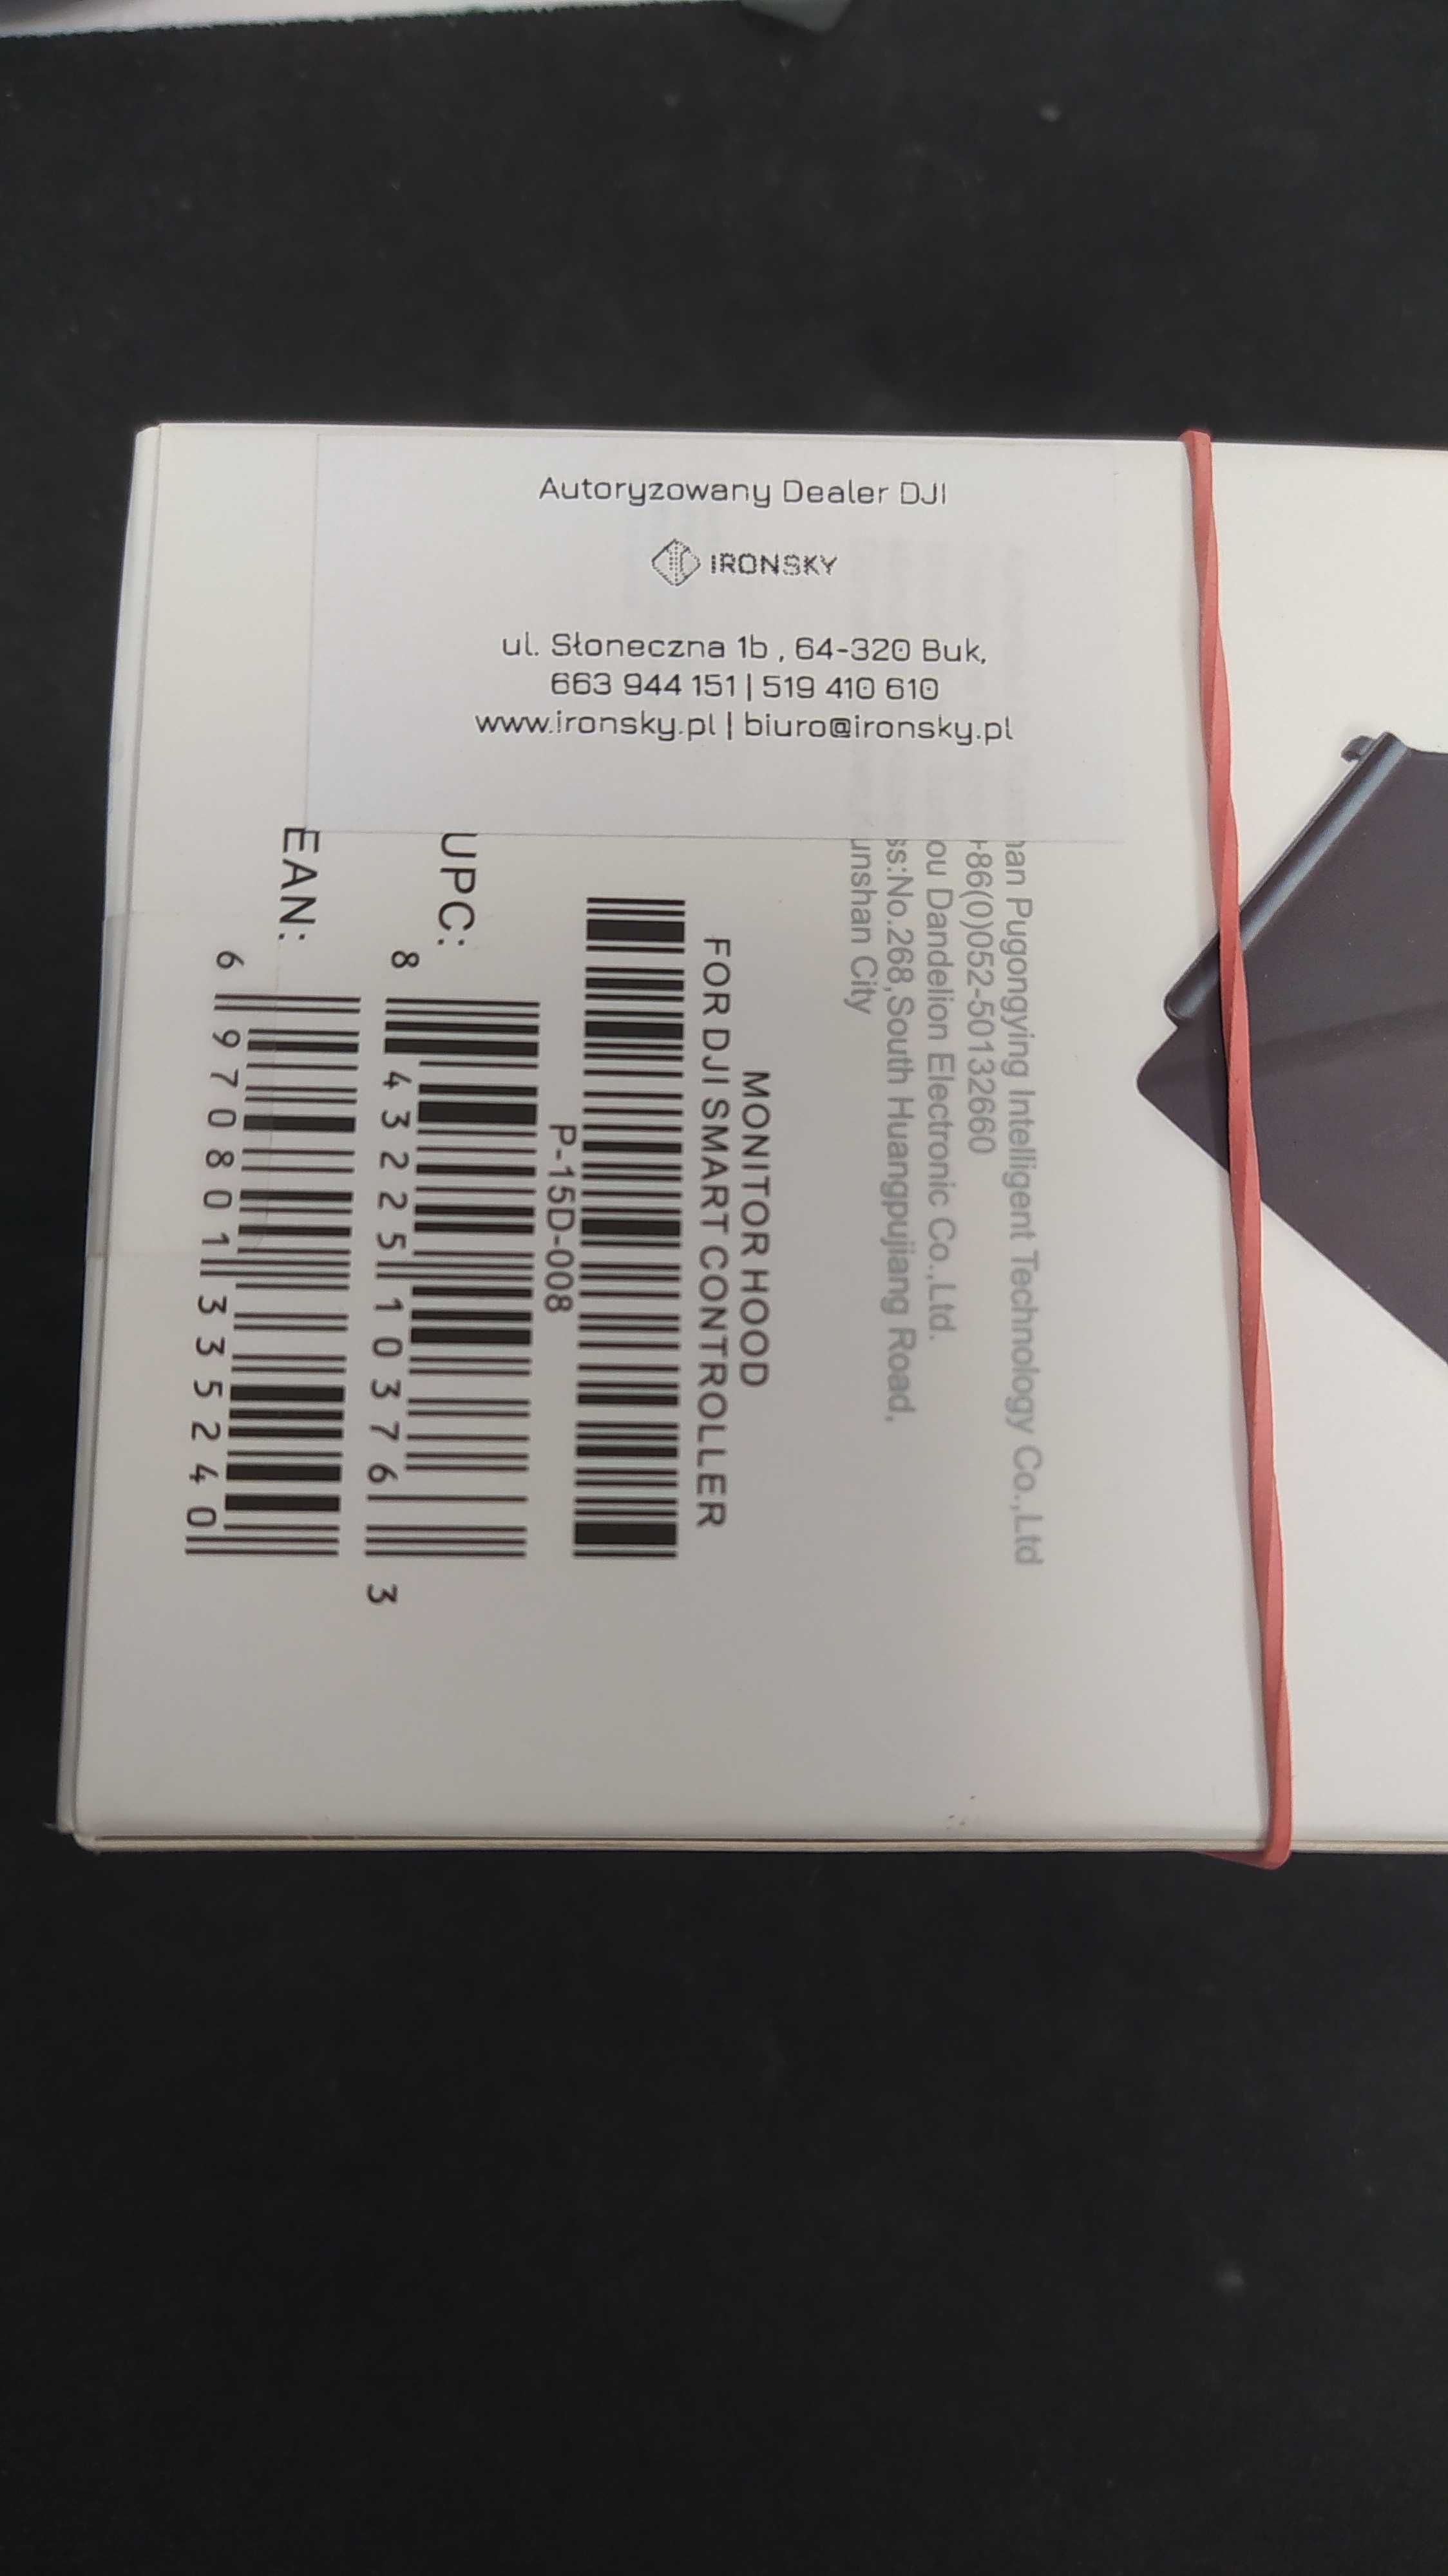 Autoryzowany Dealer DJI
IRONSKY
ul. Słoneczna 1b , 64-320 Buk,
663 944 151 | 519 410 610
www.ironsky.pl | biuro@ironsky.pl
Pugongying Intelligent Technology Co.,Ltd
86(0)052-50132660
Dandelion Electronic Co.,Ltd.
No.268,South Huangpujiang Road,
City
MONITOR HOOD
FOR DJI SMART CONTROLLER
P-15D-008
UPC:
8 43225 10376 3
EAN:
6 970801 335240